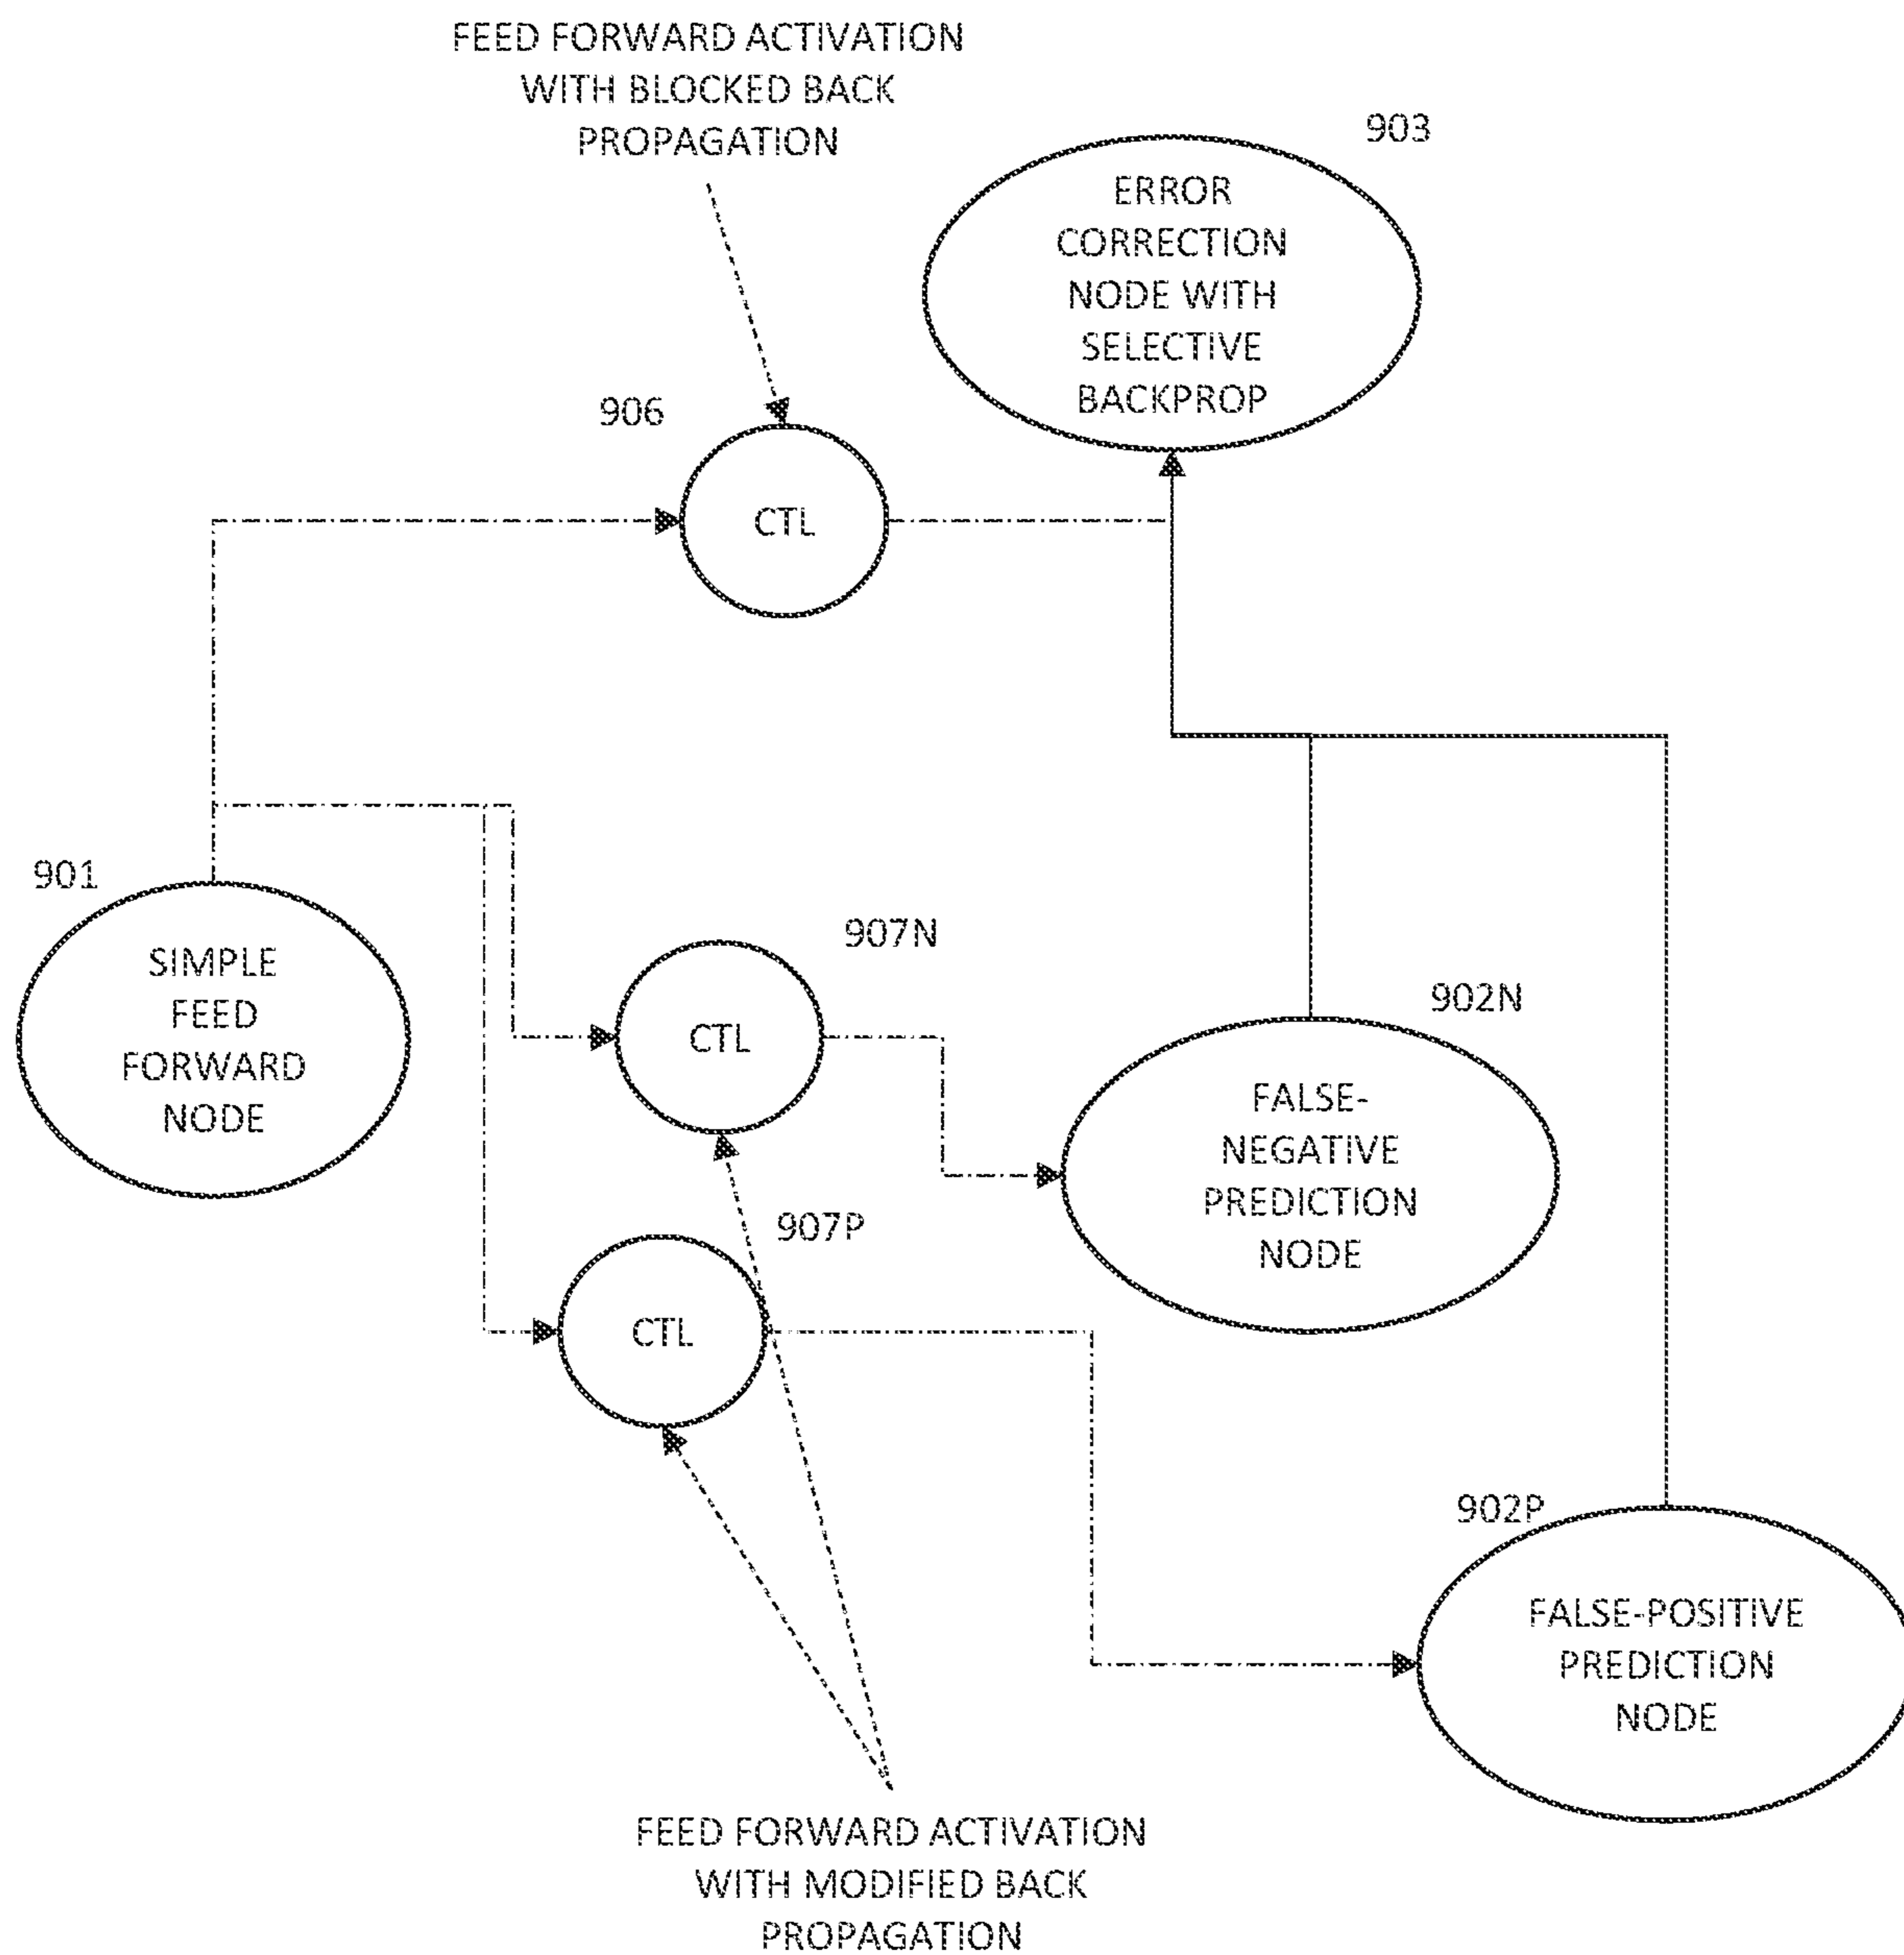 FEED FORWARD ACTIVATION
WITH BLOCKED BACK
PROPAGATION
903
ERROR
CORRECTION
NODE WITH
SELECTIVE
BACKPROP
906
CTL
901
SIMPLE
FEED
FORWARD
NODE
907N
CTL
902N
FALSE-
NEGATIVE
PREDICTION
NODE
907P
CTL
902P
FALSE-POSITIVE
PREDICTION
NODE
FEED FORWARD ACTIVATION
WITH MODIFIED BACK
PROPAGATION